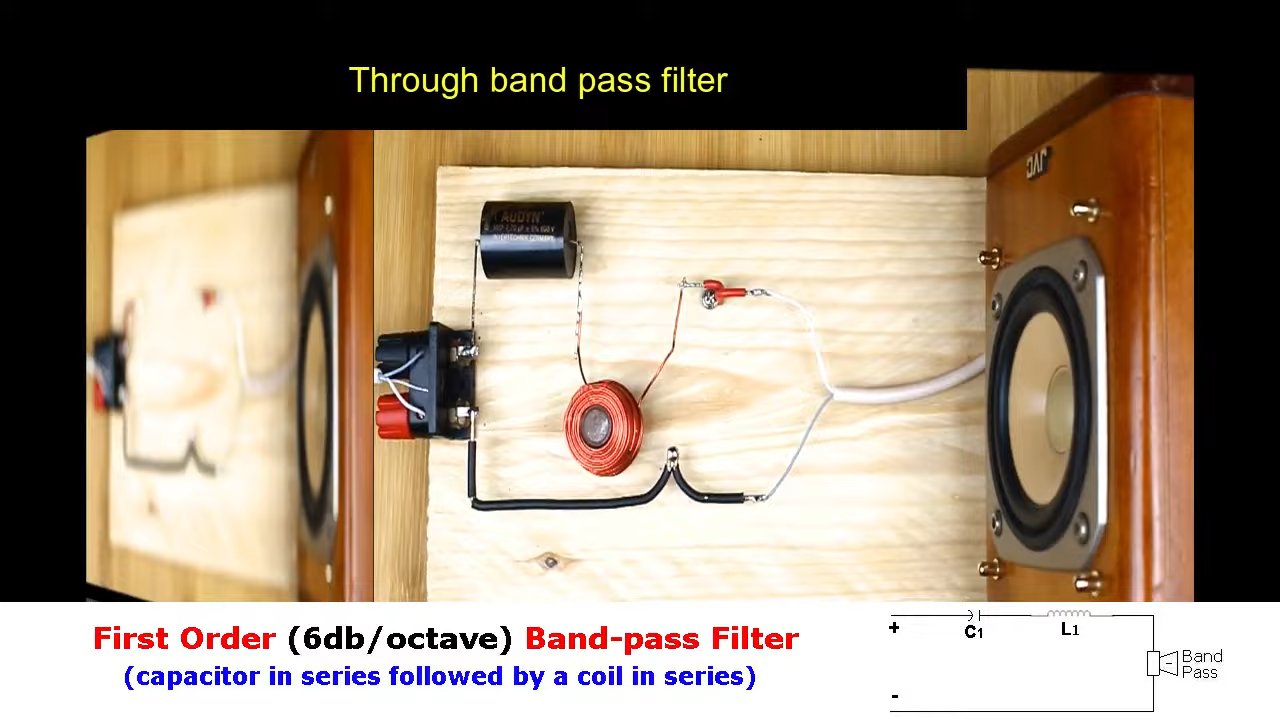 Through band pass filter
JVC
AUDYN
First Order (6db/octave) Band-pass Filter
(capacitor in series followed by a coil in series)
+
C1
L1
Band
Pass
-